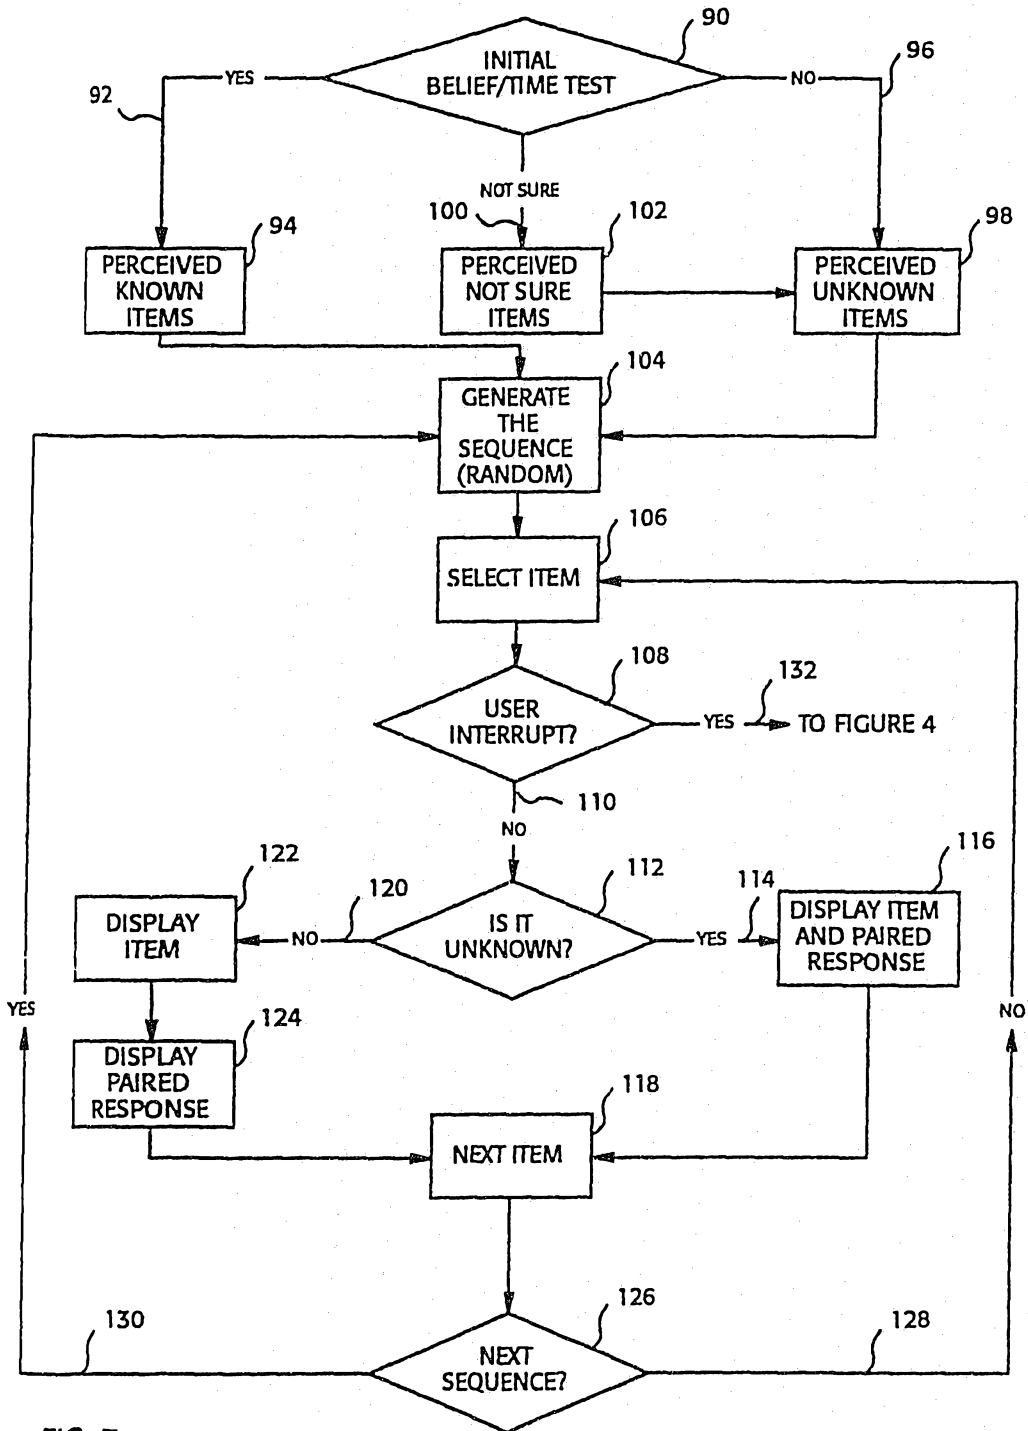 90
INITIAL
BELIEF/TIME TEST
YES
NO
96
92
NOT SURE
100
102
94
98
PERCEIVED
KNOWN
ITEMS
PERCEIVED
NOT SURE
ITEMS
PERCEIVED
UNKNOWN
ITEMS
104
GENERATE
THE
SEQUENCE
(RANDOM)
106
SELECT ITEM
108
USER
INTERRUPT?
132
YES
TO FIGURE 4
110
NO
122
120
112
114
116
DISPLAY
ITEM
NO
IS IT
UNKNOWN?
YES
DISPLAY ITEM
AND PAIRED
RESPONSE
YES
NO
124
DISPLAY
PAIRED
RESPONSE
118
NEXT ITEM
126
130
128
NEXT
SEQUENCE?